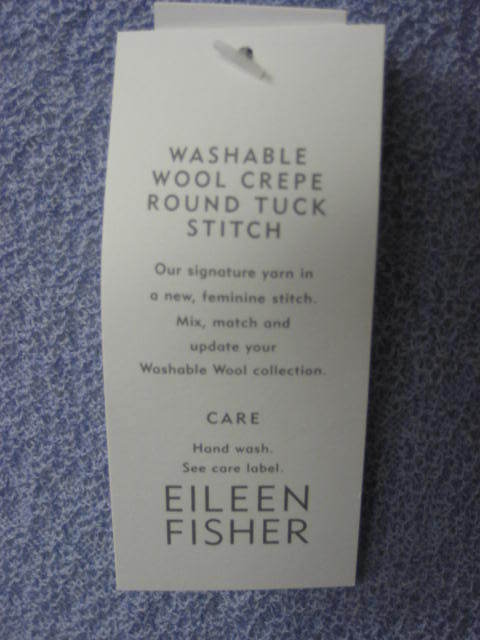 WASHABLE
WOOL CREPE
ROUND TUCK
STITCH
Our signature yarn in
a new, feminine stitch.
Mix, match and
update your
Washable Wool collection.
CARE
Hand wash.
See care label.
EILEEN
FISHER